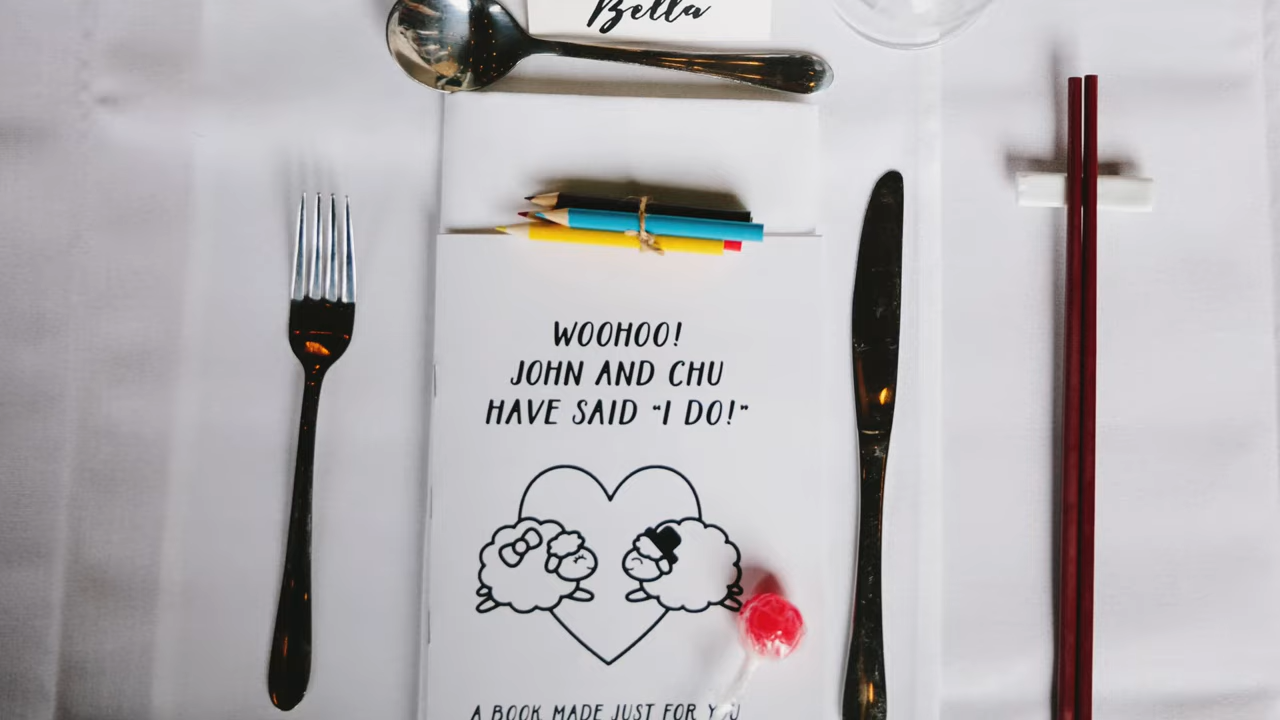 Bella
WOOHOO!
JOHN AND CHU
HAVE SAID “I DO!”
A BOOK MADE JUST FOR YOU